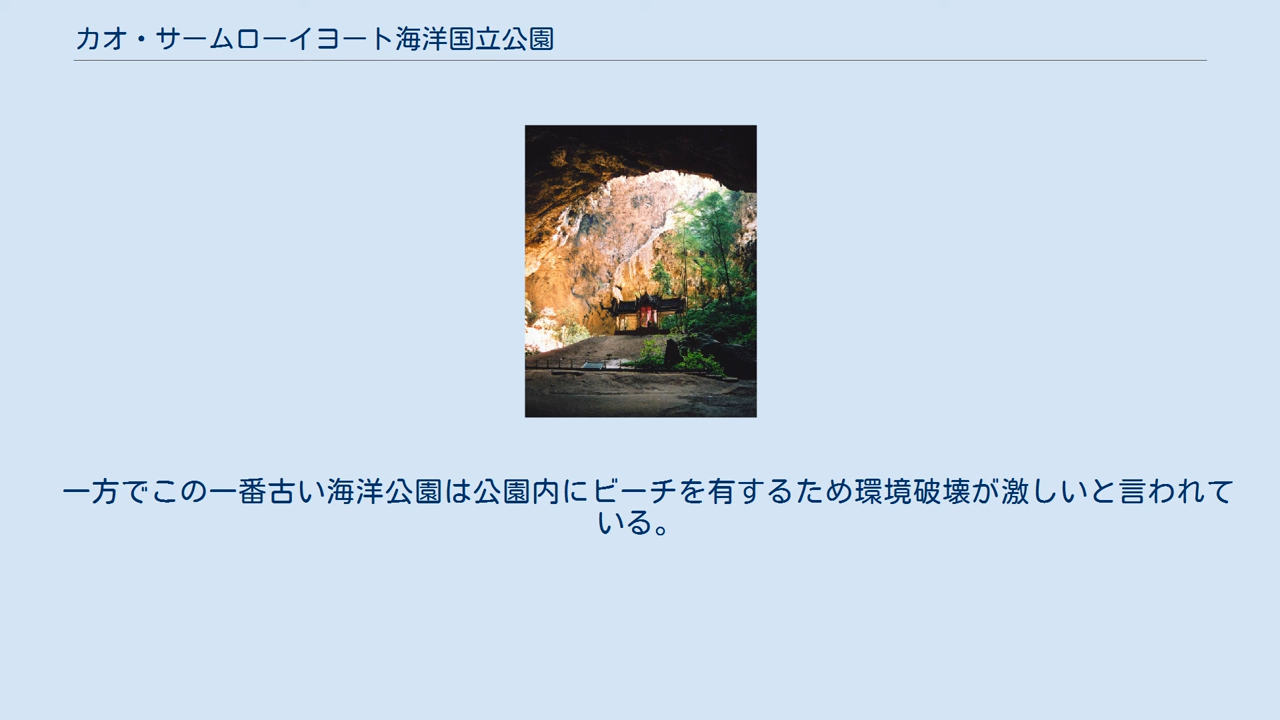 カオ・サームローイヨート海洋国立公園
一方でこの一番古い海洋公園は公園内にビーチを有するため環境破壊が激しいと言われて
いる。